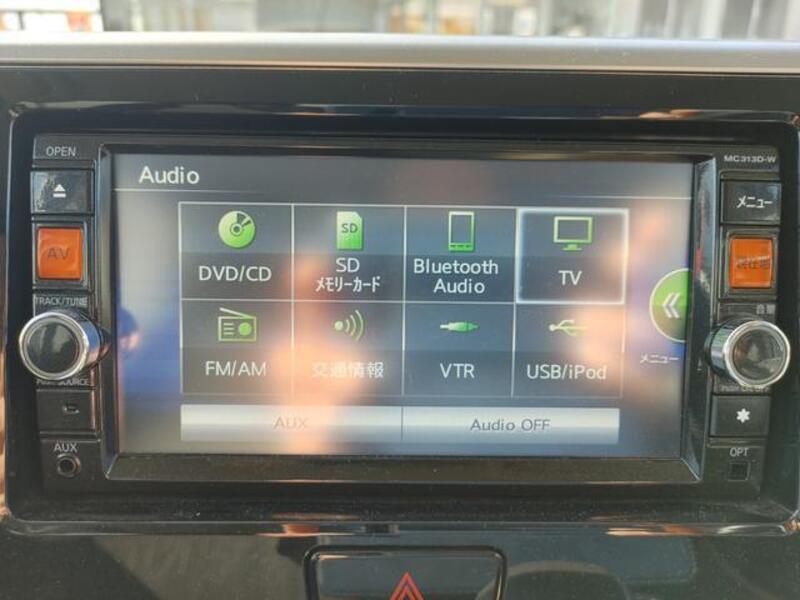 OPEN
MC313D-W
Audio
メニュー
AV
DVD/CD
SD
SD
メモリーカード
Bluetooth
Audio
TV
TRACK/TUNE
音量
FM/AM
交通情報
VTR
USB/iPod
メニュー
PUSH SOURCE
AUX
Audio OFF
AUX
OPT